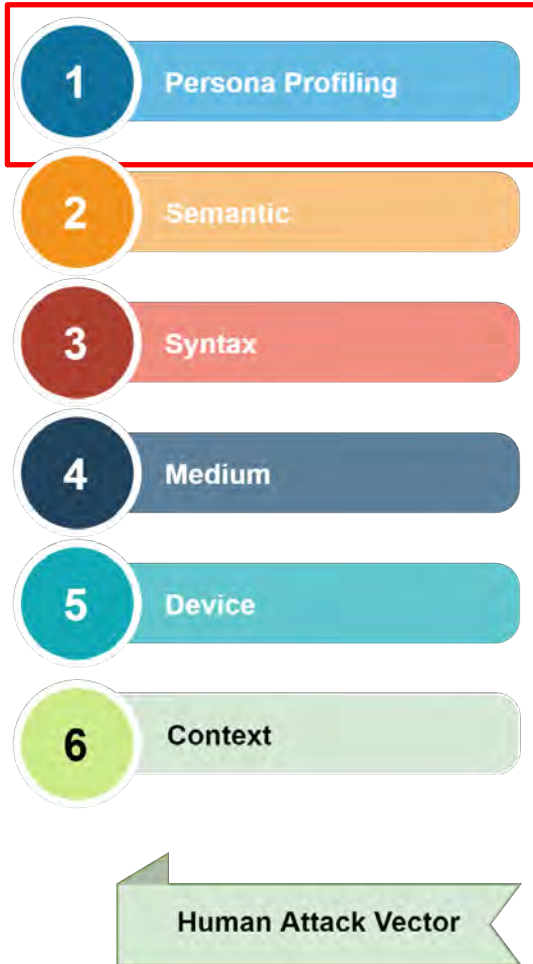 1 Persona Profiling
2 Semantic
3 Syntax
4 Medium
5 Device
6 Context
Human Attack Vector